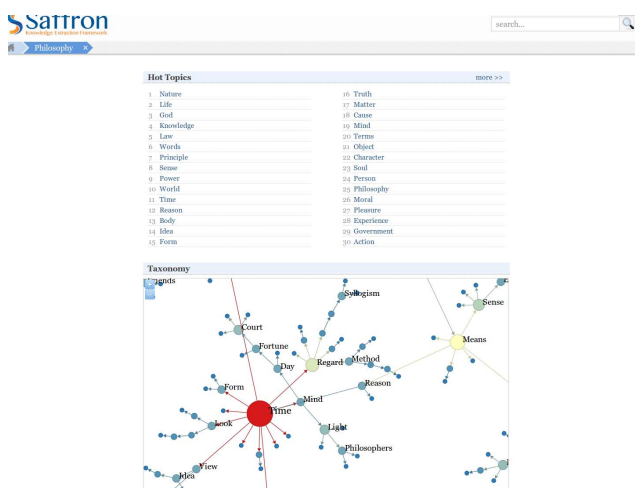 Saffron
Knowledge Extraction Framework
search...
Philosophy ×
Hot Topics
more >>
1 Nature
2 Life
3 God
4 Knowledge
5 Law
6 Words
7 Principle
8 Sense
9 Power
10 World
11 Time
12 Reason
13 Body
14 Idea
15 Form
16 Truth
17 Matter
18 Cause
19 Mind
20 Terms
21 Object
22 Character
23 Soul
24 Person
25 Philosophy
26 Moral
27 Pleasure
28 Experience
29 Government
30 Action
Taxonomy
Syllogism
Sense
Court
Means
Fortune
Regard
Method
Day
Reason
Form
Mind
Time
Look
Light
Philosophers
View
Idea